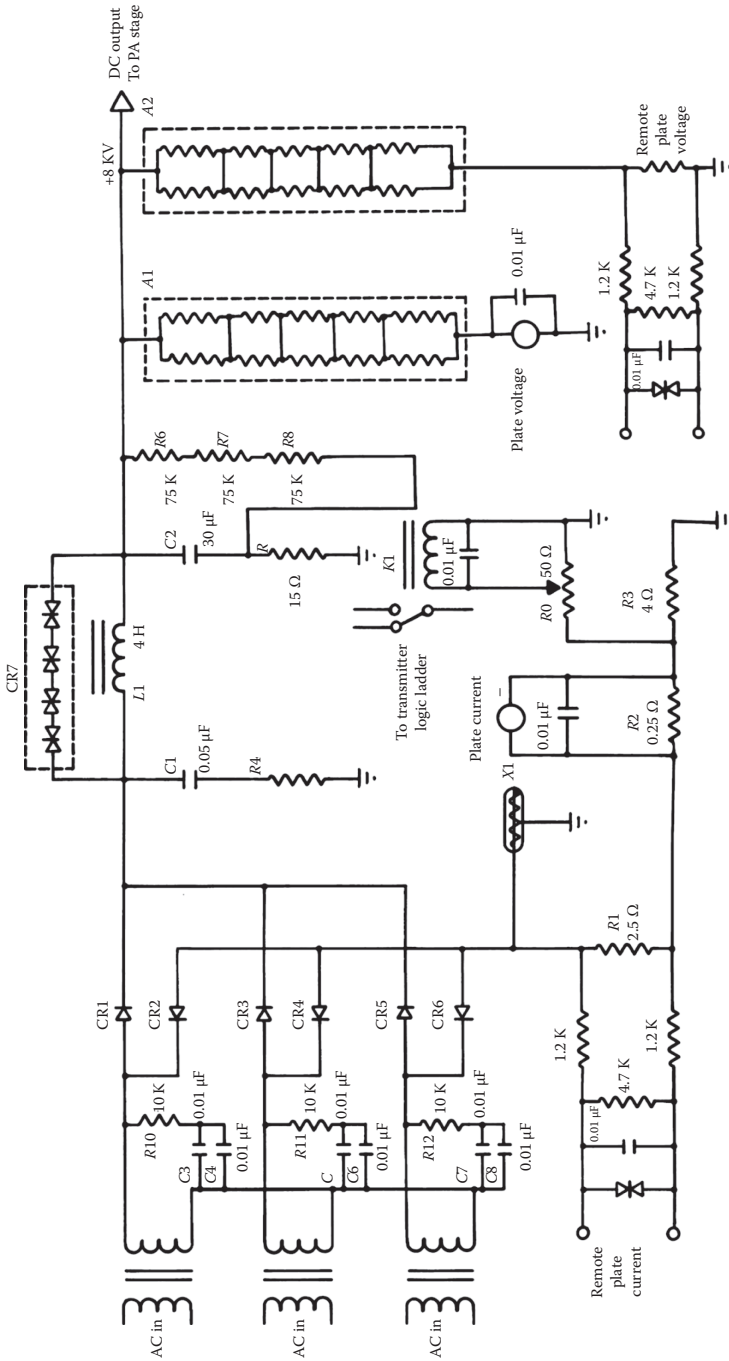 AC in
AC in
AC in
R10
10 K
C3
0.01 µF
C4
0.01 µF
R11
10 K
C
0.01 µF
C6
0.01 µF
R12
10 K
C7
0.01 µF
C8
0.01 µF
CR1
CR2
CR3
CR4
CR5
CR6
Remote
plate
current
0.01 µF
4.7 K
1.2 K
1.2 K
R1
2.5 Ω
X1
CR7
L1
4 H
C1
0.05 µF
R4
C2
30 µF
R
15 Ω
R6
75 K
R7
75 K
R8
75 K
K1
0.01 µF
To transmitter
logic ladder
R0
50 Ω
Plate current
–
0.01 µF
R2
0.25 Ω
R3
4 Ω
A1
Plate voltage
0.01 µF
+8 KV
A2
DC output
To PA stage
0.01 µF
1.2 K
4.7 K
1.2 K
Remote
plate
voltage